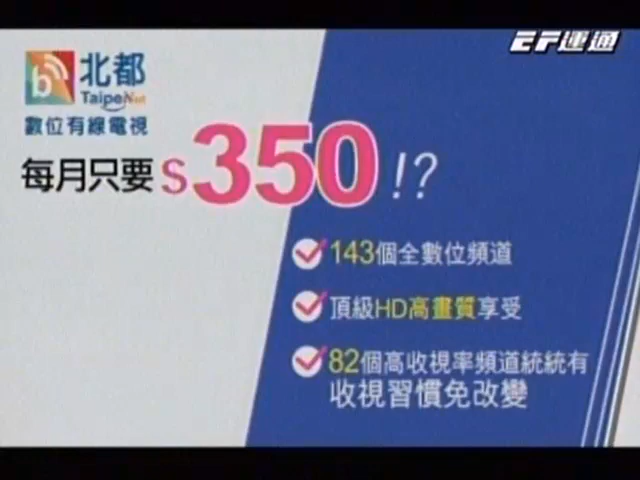 EF運通
b
北都
TaipeiNet
數位有線電視
每月只要$350!?
143個全數位頻道
頂級HD高畫質享受
82個高收視率頻道統統有
收視習慣免改變